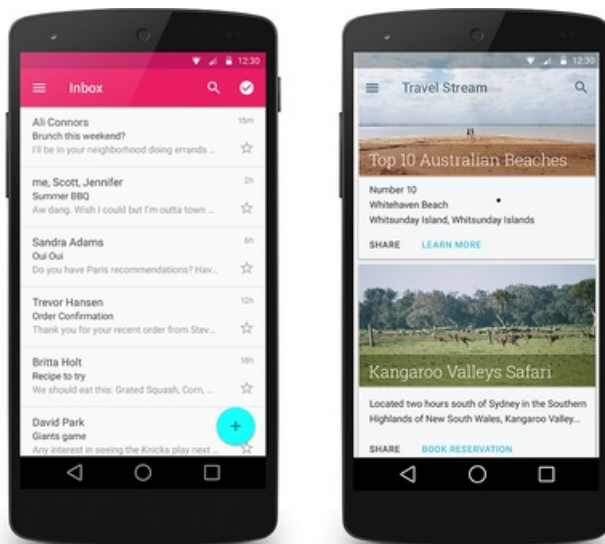 12:30
Inbox
Ali Connors 15m
Brunch this weekend?
I'll be in your neighborhood doing errands ...
me, Scott, Jennifer 2h
Summer BBQ
Aw dang. Wish I could but I'm outta town ...
Sandra Adams 6h
Oui Oui
Do you have Paris recommendations? Hav...
Trevor Hansen 12h
Order Confirmation
Thank you for your recent order from Stev...
Britta Holt 18h
Recipe to try
We should eat this: Grated Squash, Corn, ...
David Park
Giants game
Any interest in seeing the Knicks play next ...
12:30
Travel Stream
Top 10 Australian Beaches
Number 10
Whitehaven Beach
Whitsunday Island, Whitsunday Islands
SHARE LEARN MORE
Kangaroo Valleys Safari
Located two hours south of Sydney in the Southern
Highlands of New South Wales, Kangaroo Valley...
SHARE BOOK RESERVATION